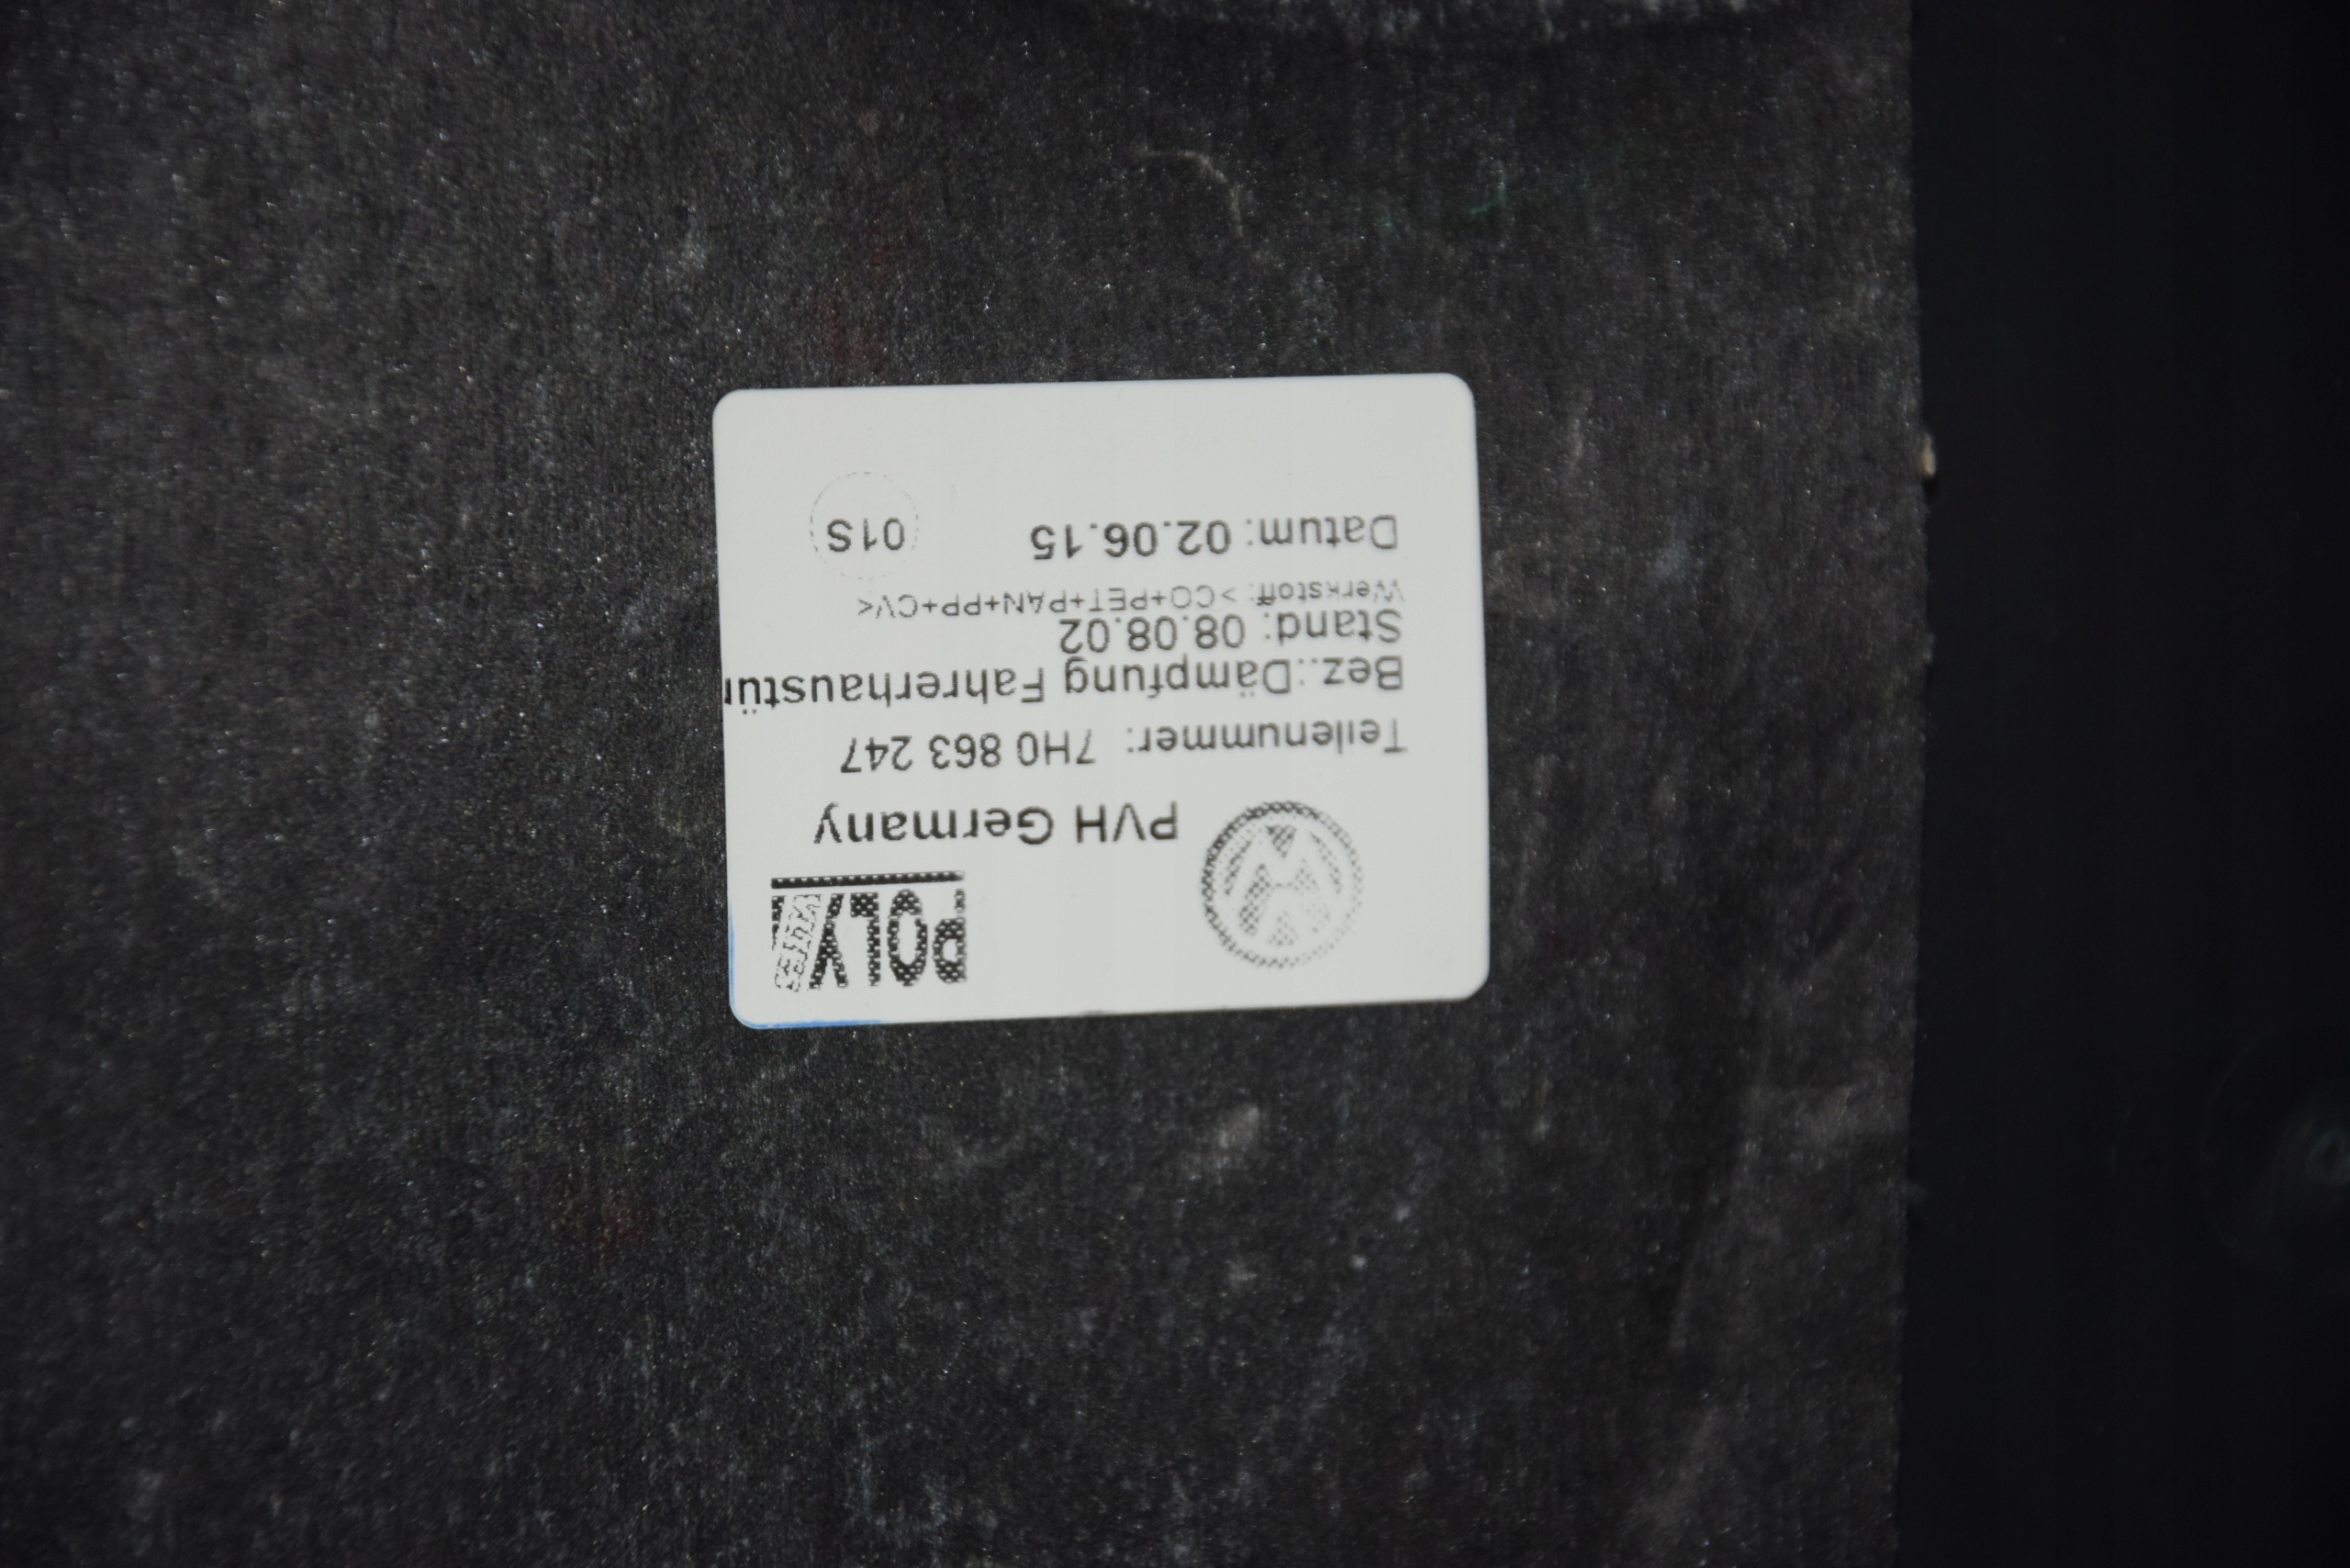 POLY
PVH Germany
Teilenummer: 7H0 863 247
Bez.:Dämpfung Fahrerhaustür
Stand: 08.08.02
Werkstoff: >CO+PET+PAN+PP+CV<
Datum: 02.06.15 01S